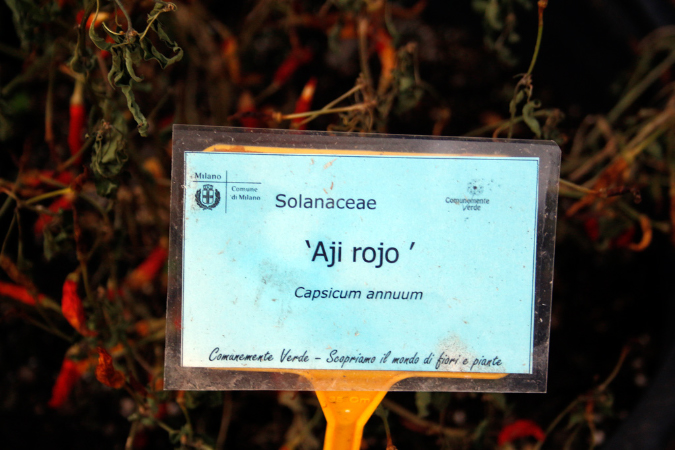 Milano
Comune
di Milano
Solanaceae
Comunemente
Verde
‘Aji rojo ’
Capsicum annuum
Comunemente Verde – Scopriamo il mondo di fiori e piante